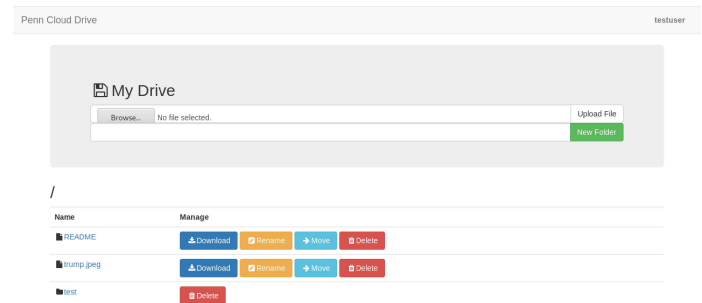 Penn Cloud Drive testuser
My Drive
Browse... No file selected. Upload File
New Folder
/
Name Manage
README Download Rename Move Delete
trump.jpeg Download Rename Move Delete
test Delete